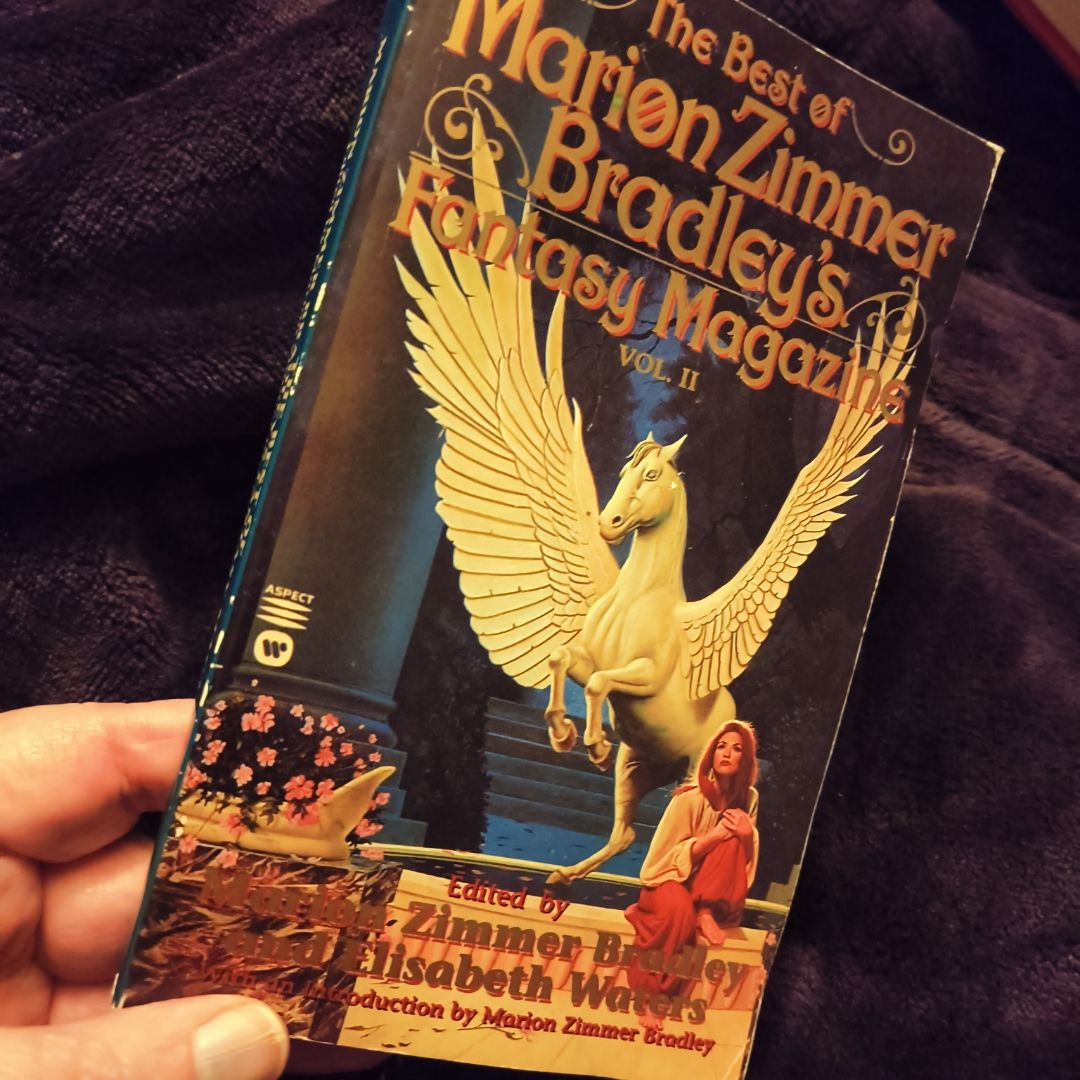 The Best of
Marion Zimmer
Bradley's
Fantasy Magazine
VOL. II
ASPECT
Edited by
Marion Zimmer Bradley
and Elisabeth Waters
With an Introduction by Marion Zimmer Bradley